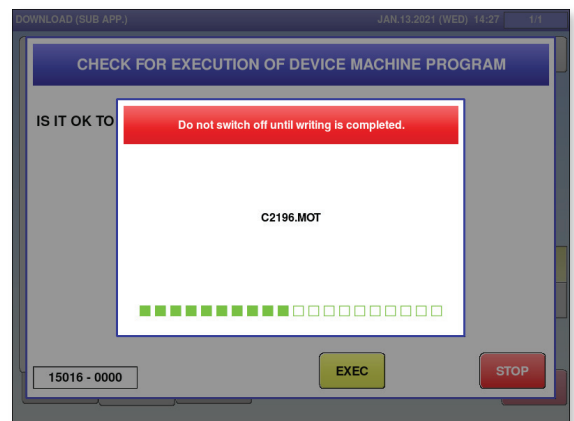 DOWNLOAD (SUB APP.) JAN.13.2021 (WED) 14:27 1/1
CHECK FOR EXECUTION OF DEVICE MACHINE PROGRAM
IS IT OK TO
Do not switch off until writing is completed.
C2196.MOT
15016 - 0000
EXEC
STOP